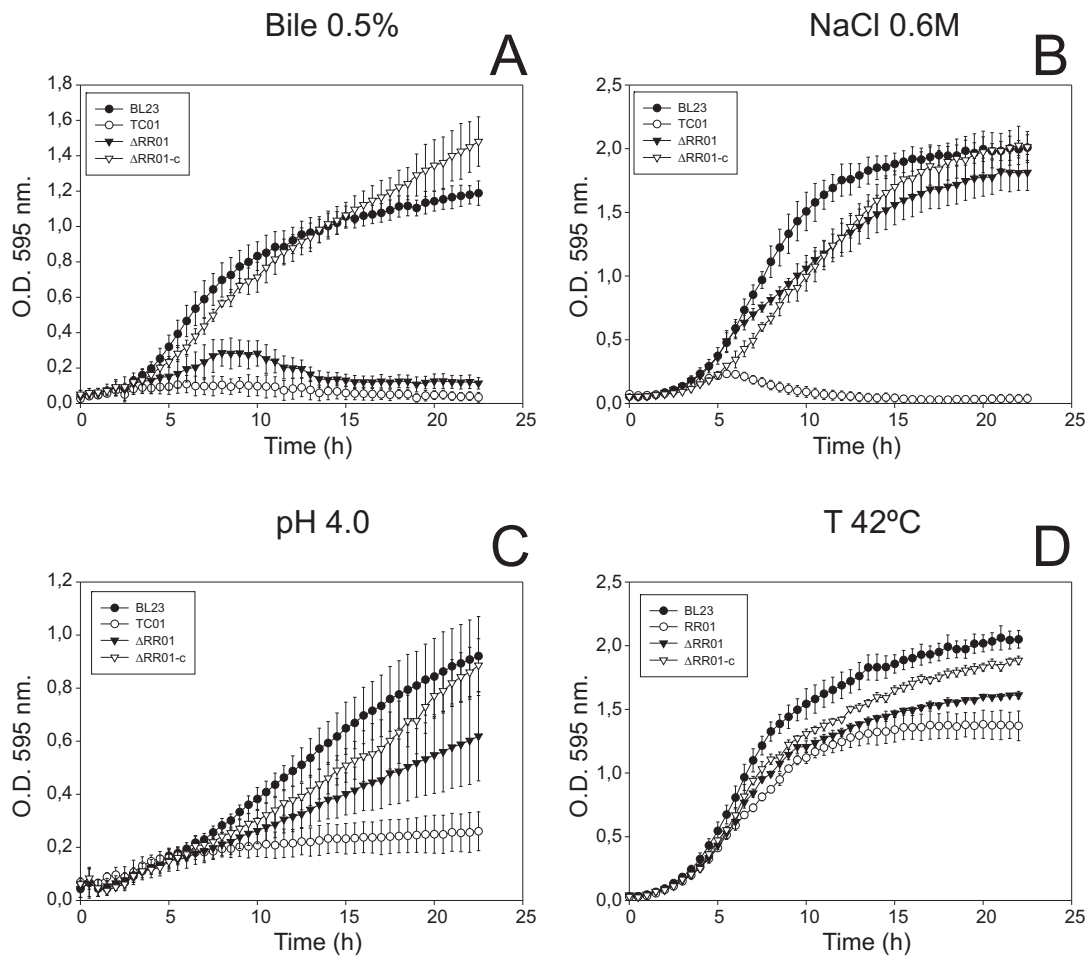 Bile 0.5%
A
1,8
1,6
1,4
1,2
1,0
0,8
0,6
0,4
0,2
0,0
O.D. 595 nm.
BL23
TC01
ΔRR01
ΔRR01-c
0 5 10 15 20 25
Time (h)
NaCl 0.6M
B
2,5
2,0
1,5
1,0
0,5
0,0
O.D. 595 nm.
BL23
TC01
ΔRR01
ΔRR01-c
0 5 10 15 20 25
Time (h)
pH 4.0
C
1,2
1,0
0,8
0,6
0,4
0,2
0,0
O.D. 595 nm.
BL23
TC01
ΔRR01
ΔRR01-c
0 5 10 15 20 25
Time (h)
T 42ºC
D
2,5
2,0
1,5
1,0
0,5
0,0
O.D. 595 nm.
BL23
RR01
ΔRR01
ΔRR01-c
0 5 10 15 20 25
Time (h)